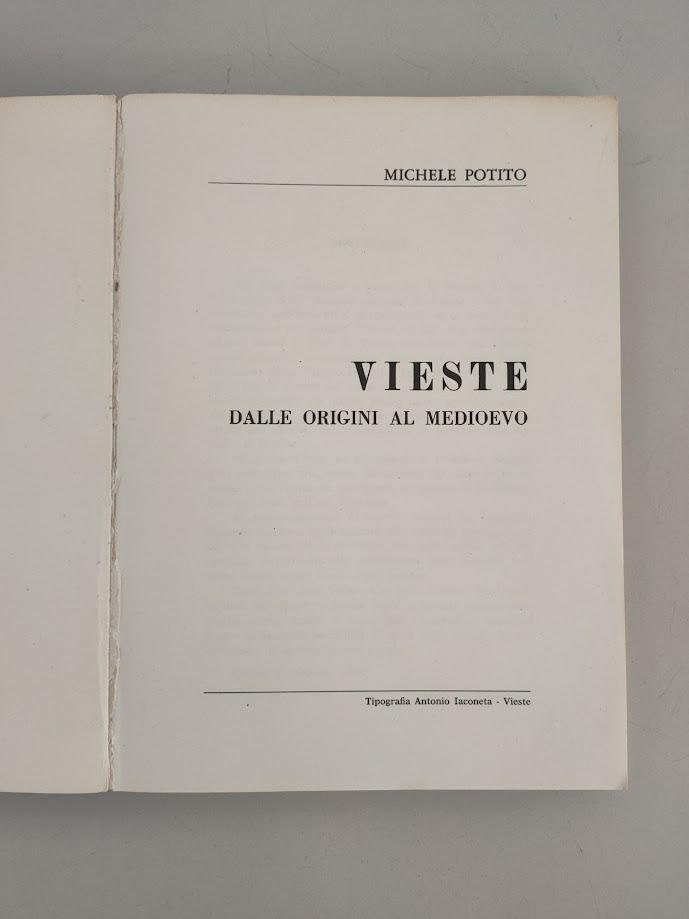 MICHELE POTITO
VIESTE
DALLE ORIGINI AL MEDIOEVO
Tipografia Antonio Iaconeta - Vieste